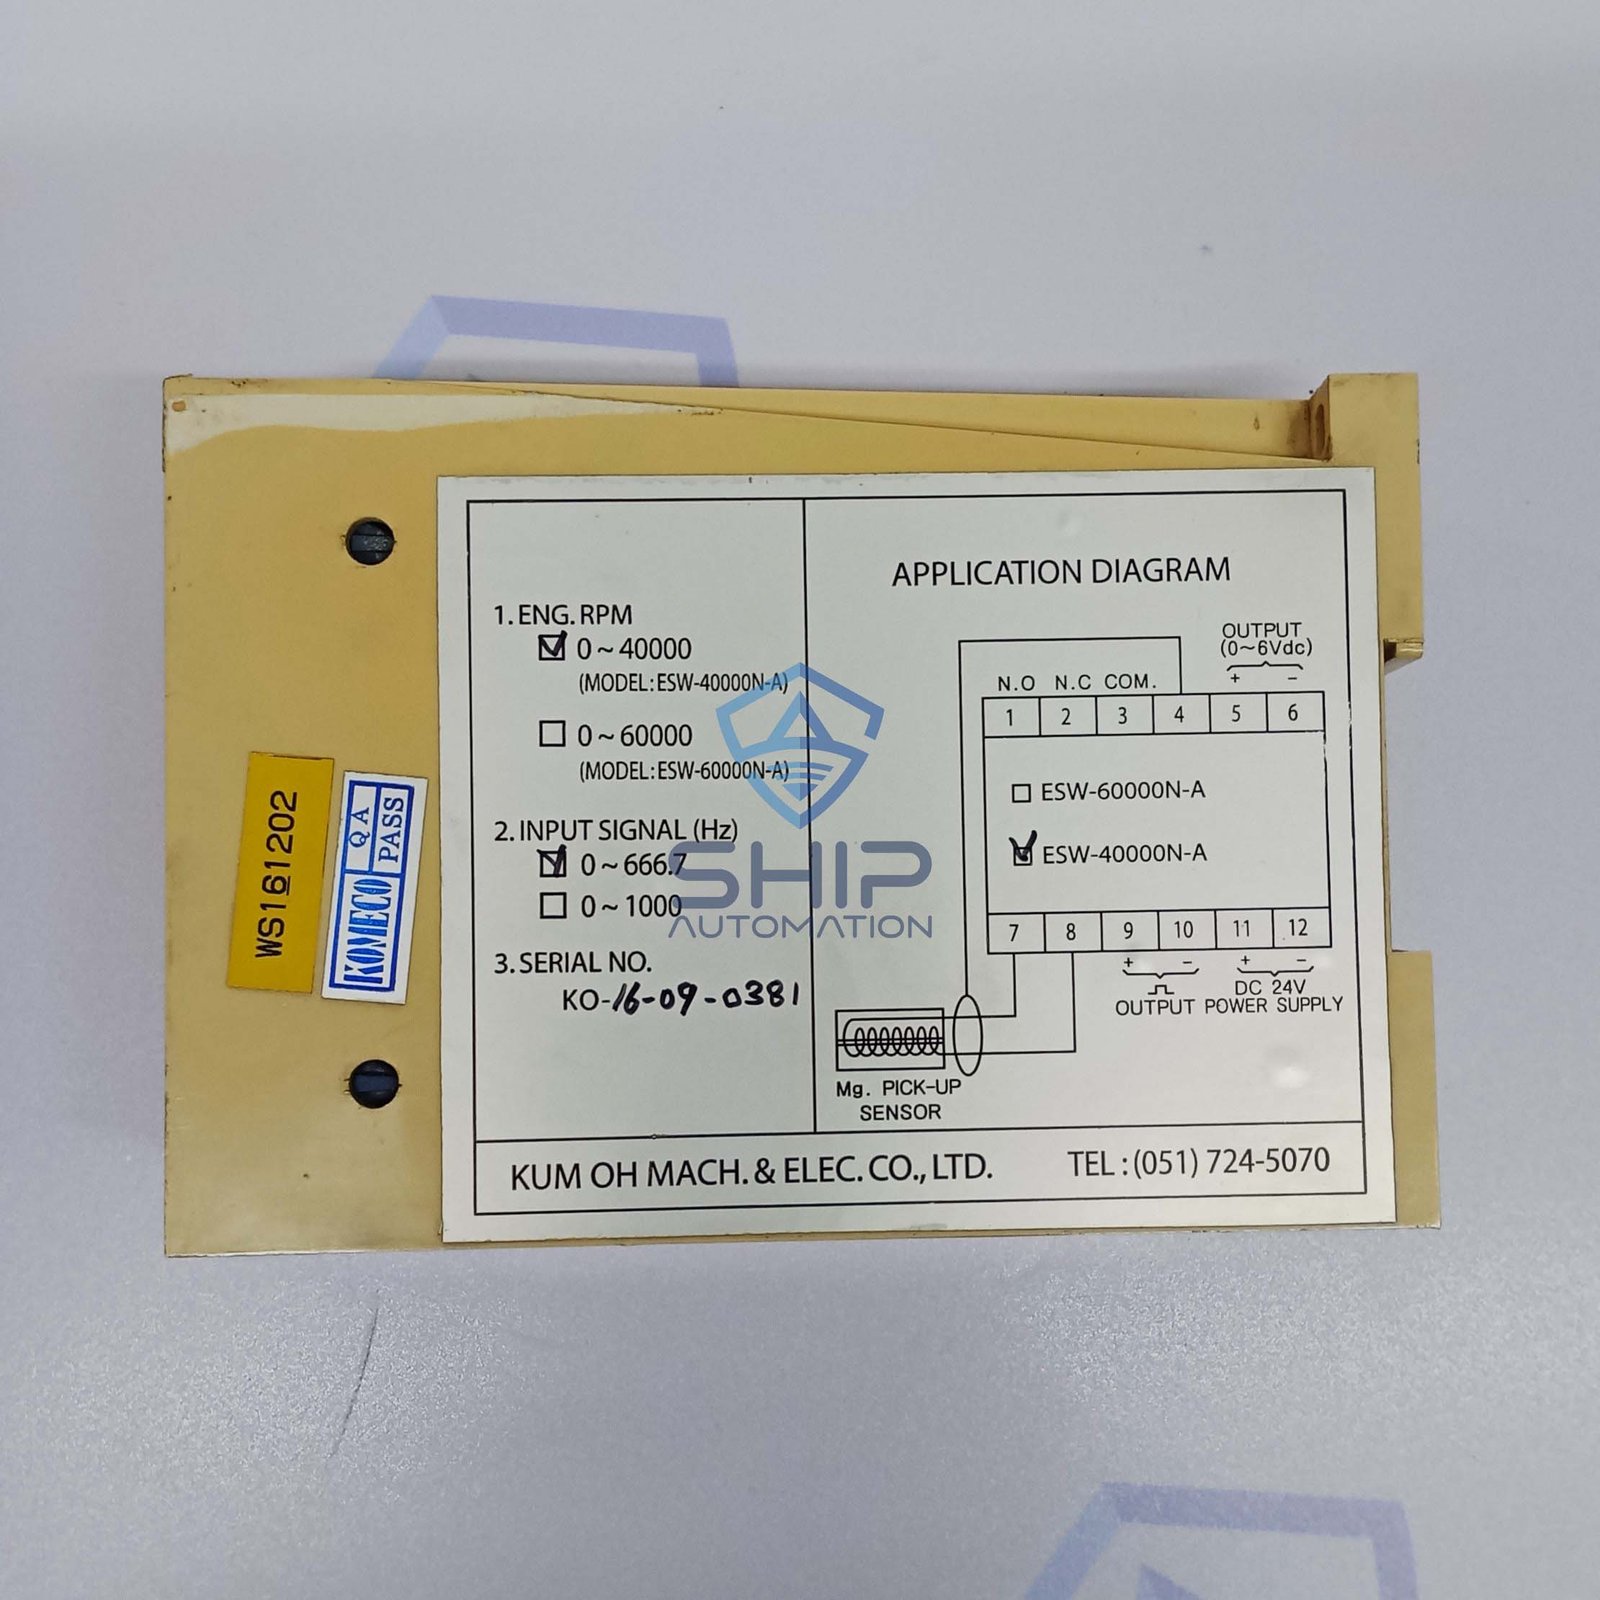 1. ENG. RPM
0~40000
(MODEL:ESW-40000N-A)
0~60000
(MODEL:ESW-60000N-A)
2. INPUT SIGNAL (Hz)
0~666.7
0~1000
3. SERIAL NO.
KO-16-09-0381
APPLICATION DIAGRAM
OUTPUT
(0~6Vdc)
+ −
N.O N.C COM.
1 2 3 4 5 6
ESW-60000N-A
ESW-40000N-A
7 8 9 10 11 12
+ − + −
DC 24V
OUTPUT POWER SUPPLY
Mg. PICK-UP
SENSOR
KUM OH MACH. & ELEC. CO., LTD. TEL : (051) 724-5070
WS161202
KOMECO
QA
PASS
SHIP
AUTOMATION